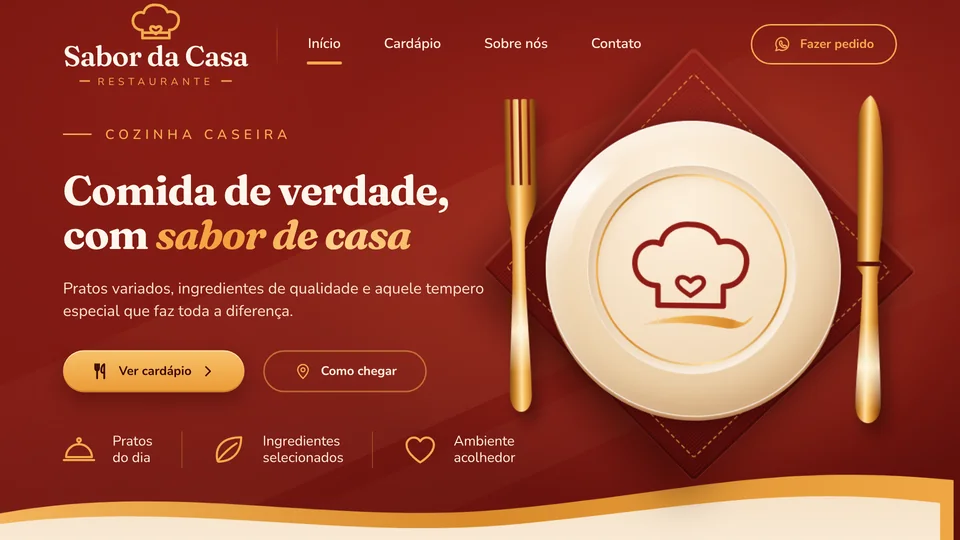 Sabor da Casa
RESTAURANTE
Início
Cardápio
Sobre nós
Contato
Fazer pedido
COZINHA CASEIRA
Comida de verdade,
com sabor de casa
Pratos variados, ingredientes de qualidade e aquele tempero
especial que faz toda a diferença.
Ver cardápio
Como chegar
Pratos
do dia
Ingredientes
selecionados
Ambiente
acolhedor